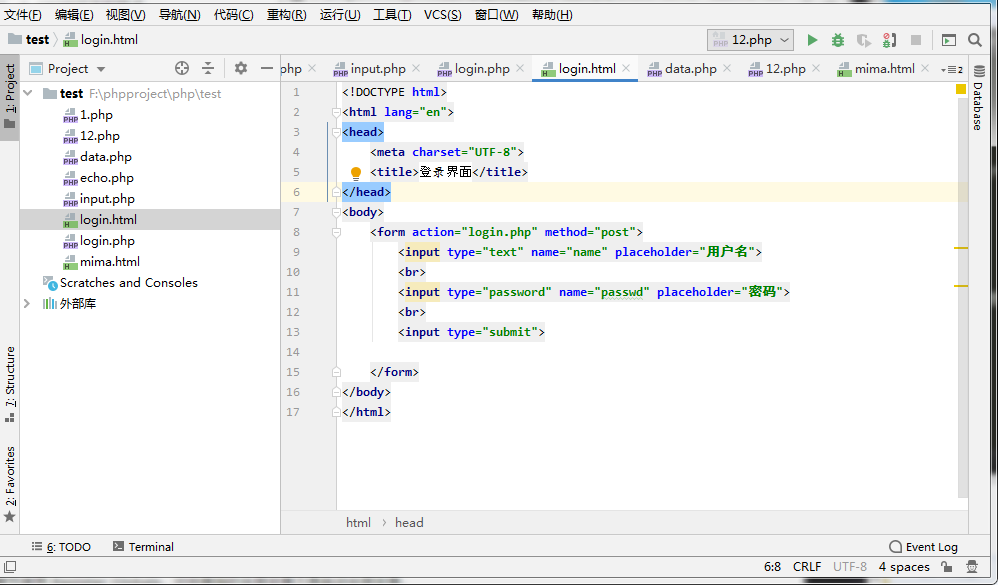 文件(F) 编辑(E) 视图(V) 导航(N) 代码(C) 重构(R) 运行(U) 工具(T) VCS(S) 窗口(W) 帮助(H)
test login.html 12.php
1: Project
Project
php input.php login.php login.html data.php 12.php mima.html 2
Database
test F:\phpproject\php\test
1.php
12.php
data.php
echo.php
input.php
login.html
login.php
mima.html
Scratches and Consoles
外部库
1 <!DOCTYPE html>
2 <html lang="en">
3 <head>
4 <meta charset="UTF-8">
5 <title>登录界面</title>
6 </head>
7 <body>
8 <form action="login.php" method="post">
9 <input type="text" name="name" placeholder="用户名">
10 <br>
11 <input type="password" name="passwd" placeholder="密码">
12 <br>
13 <input type="submit">
14
15 </form>
16 </body>
17 </html>
7: Structure
2: Favorites
html › head
6: TODO Terminal Event Log
6:8 CRLF UTF-8 4 spaces